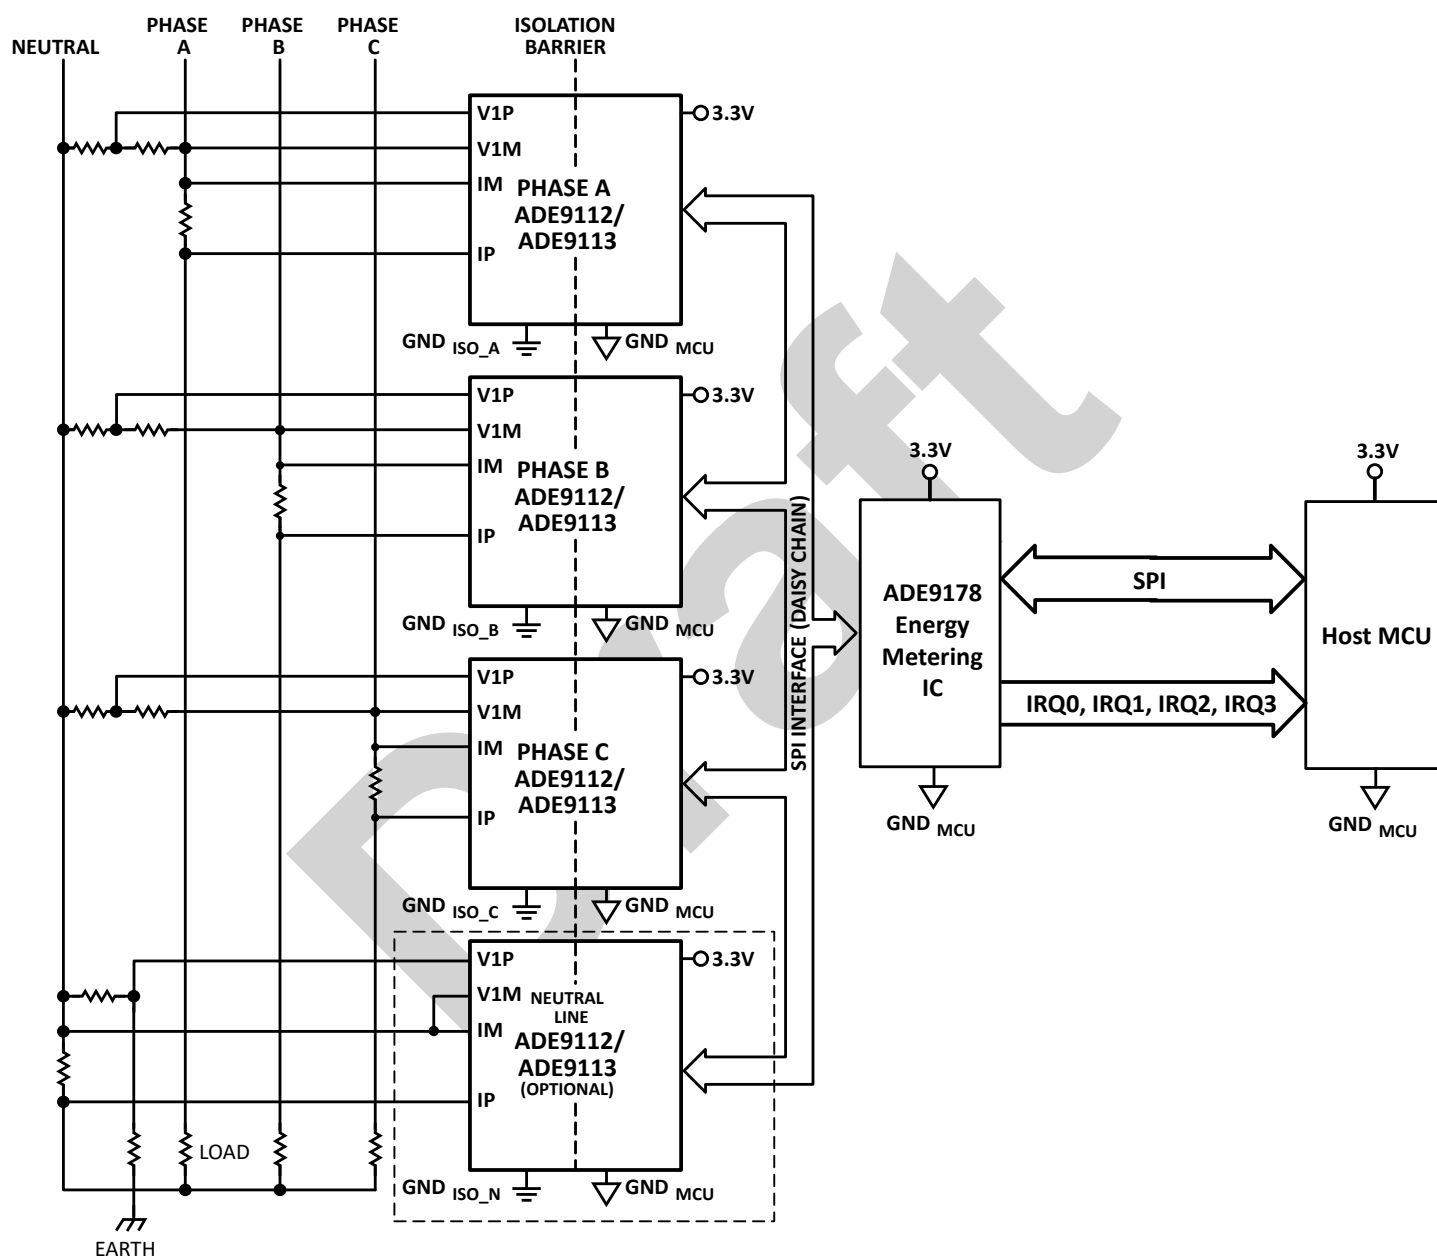 NEUTRAL
PHASE
A
PHASE
B
PHASE
C
ISOLATION
BARRIER
V1P
V1M
IM
IP
PHASE A
ADE9112/
ADE9113
3.3V
GND ISO_A
GND MCU
V1P
V1M
IM
IP
PHASE B
ADE9112/
ADE9113
3.3V
GND ISO_B
GND MCU
V1P
V1M
IM
IP
PHASE C
ADE9112/
ADE9113
3.3V
GND ISO_C
GND MCU
V1P
V1M
IM
IP
NEUTRAL
LINE
ADE9112/
ADE9113
(OPTIONAL)
3.3V
GND ISO_N
GND MCU
LOAD
EARTH
SPI INTERFACE (DAISY CHAIN)
3.3V
ADE9178
Energy
Metering
IC
GND MCU
SPI
IRQ0, IRQ1, IRQ2, IRQ3
3.3V
Host MCU
GND MCU
Draft